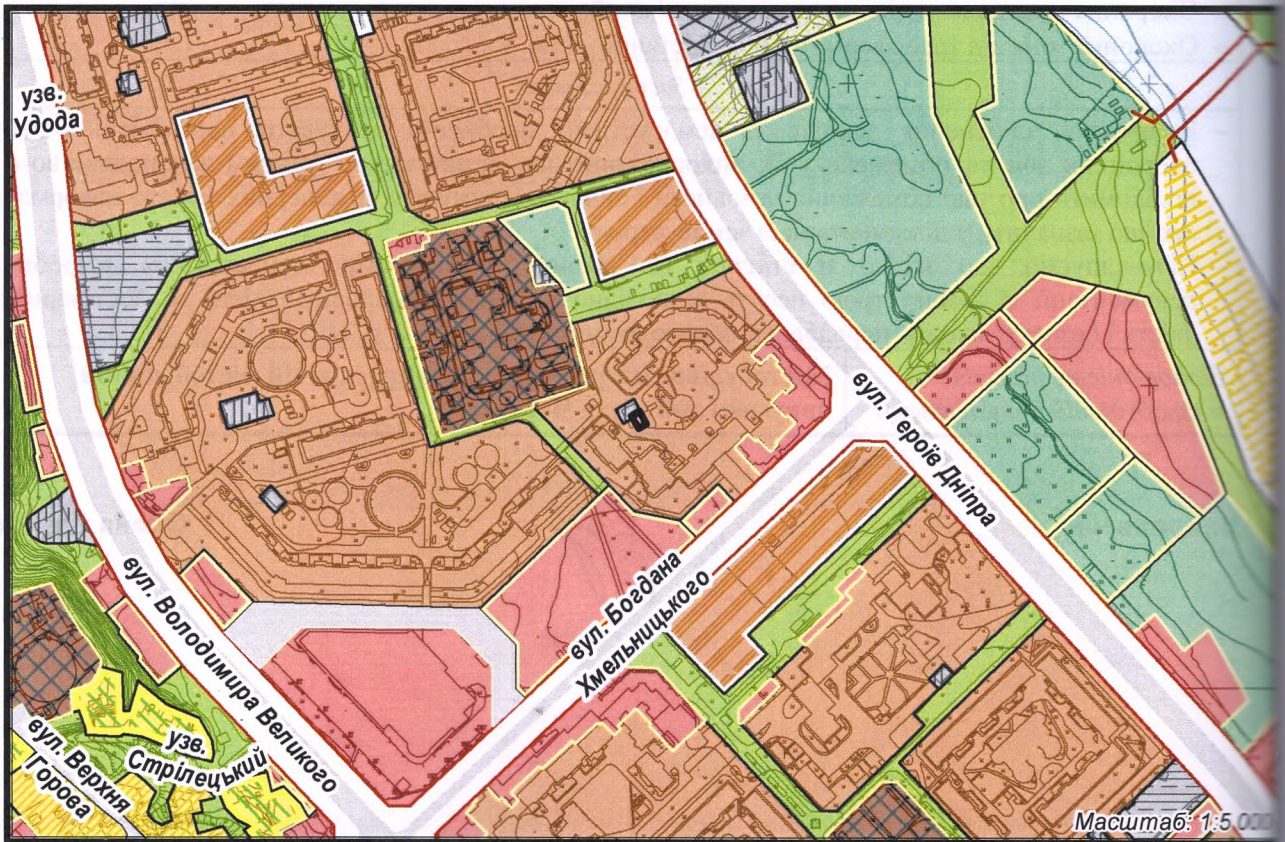 узв.
Удода
вул. Героїв Дніпра
вул. Богдана
Хмельницького
вул. Володимира Великого
узв.
Стрілецький
вул. Верхня
Горова
Масштаб: 1:5 000